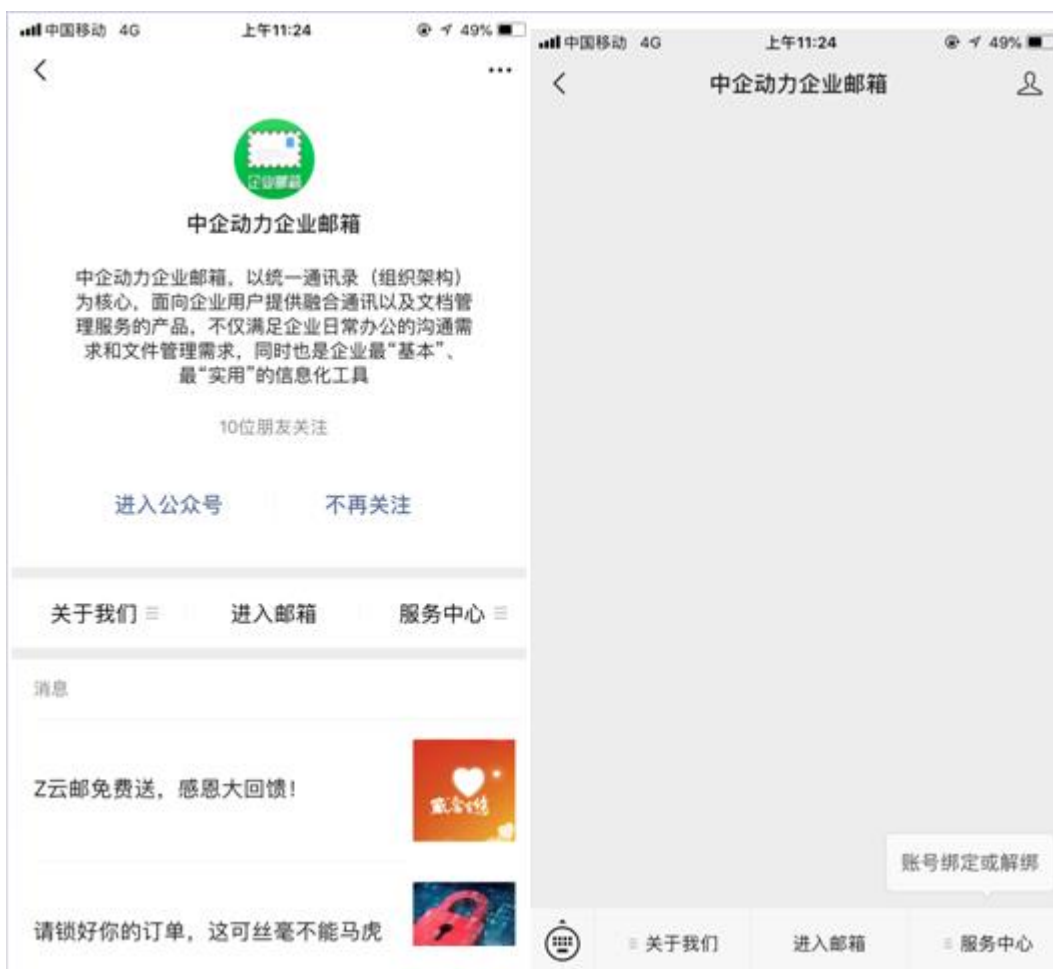 中国移动 4G 上午11:24 49%
企业邮箱
中企动力企业邮箱
中企动力企业邮箱，以统一通讯录（组织架构）
为核心，面向企业用户提供融合通讯以及文档管
理服务的产品，不仅满足企业日常办公的沟通需
求和文件管理需求，同时也是企业最“基本”、
最“实用”的信息化工具
10位朋友关注
进入公众号 不再关注
关于我们 进入邮箱 服务中心
消息
Z云邮免费送，感恩大回馈！
请锁好你的订单，这可丝毫不能马虎
中国移动 4G 上午11:24 49%
中企动力企业邮箱
账号绑定或解绑
关于我们 进入邮箱 服务中心